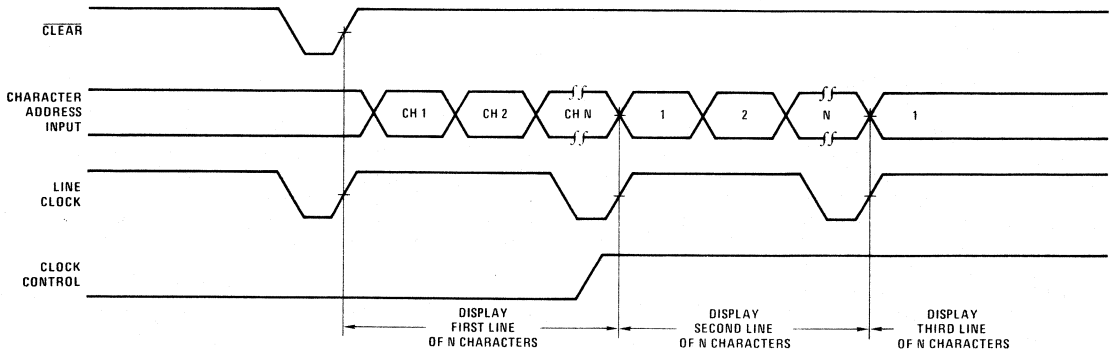 CLEAR
CHARACTER
ADDRESS
INPUT
CH 1
CH 2
CH N
1
2
N
1
LINE
CLOCK
CLOCK
CONTROL
DISPLAY
FIRST LINE
OF N CHARACTERS
DISPLAY
SECOND LINE
OF N CHARACTERS
DISPLAY
THIRD LINE
OF N CHARACTERS